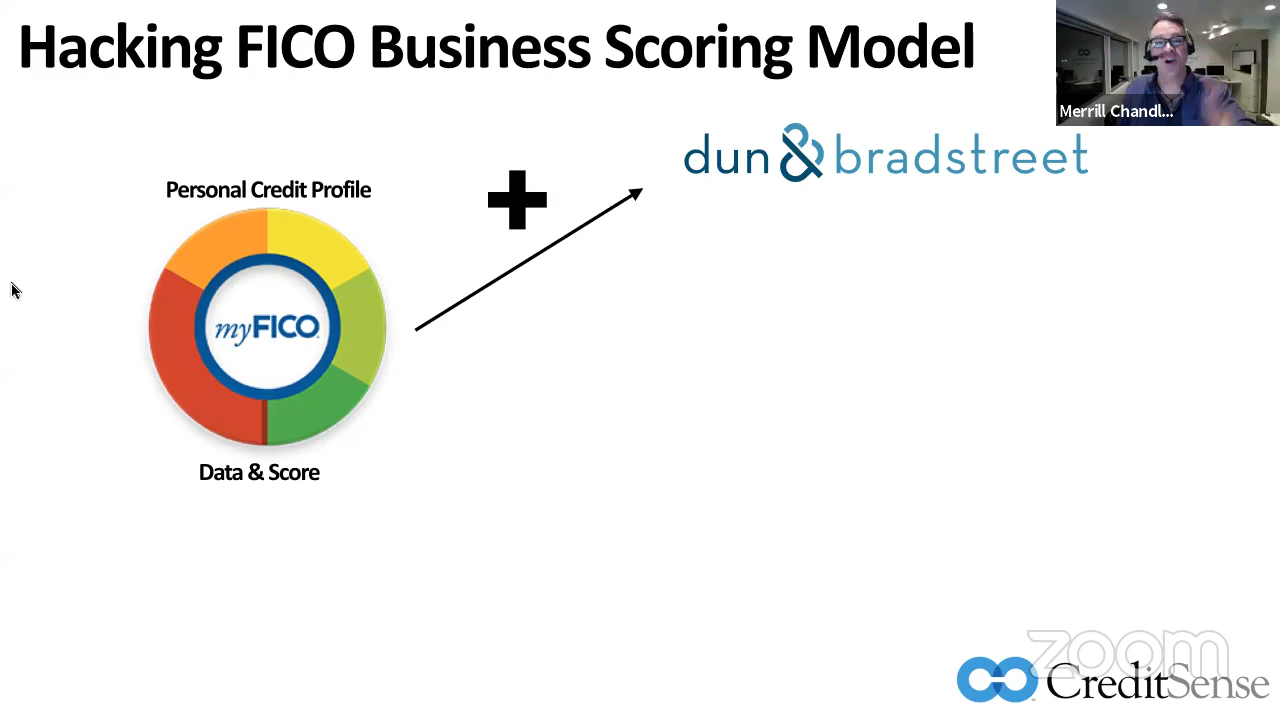 Hacking FICO Business Scoring Model
Merrill Chandl...
dun & bradstreet
Personal Credit Profile
myFICO
Data & Score
zoom
CreditSense